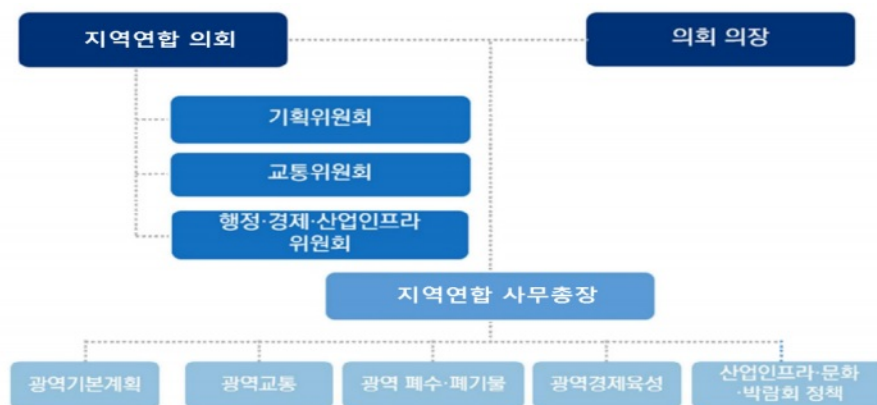 지역연합 의회
의회 의장
기획위원회
교통위원회
행정·경제·산업인프라
위원회
지역연합 사무총장
광역기본계획
광역교통
광역 폐수·폐기물
광역경제육성
산업인프라·문화
·박람회 정책